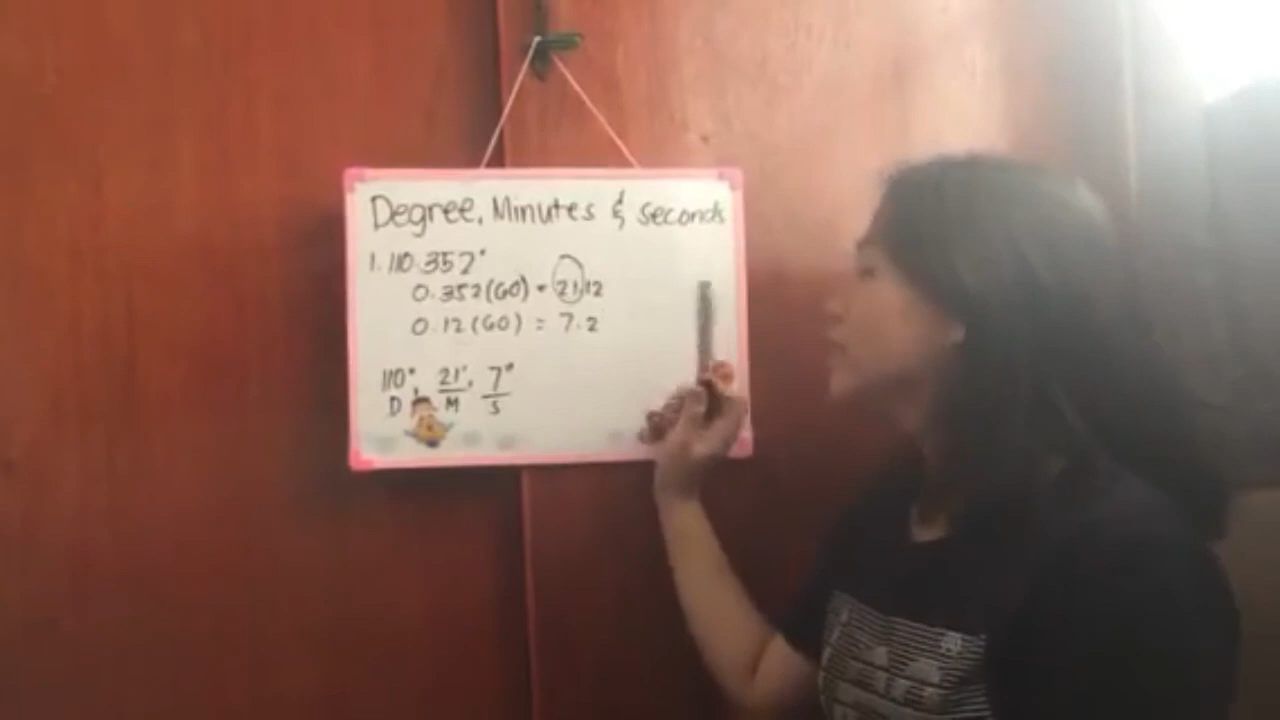 Degree, Minutes & seconds
1. 110.352°
0.352(60) = 21.12
0.12(60) = 7.2
110°, 21', 7"
D M S